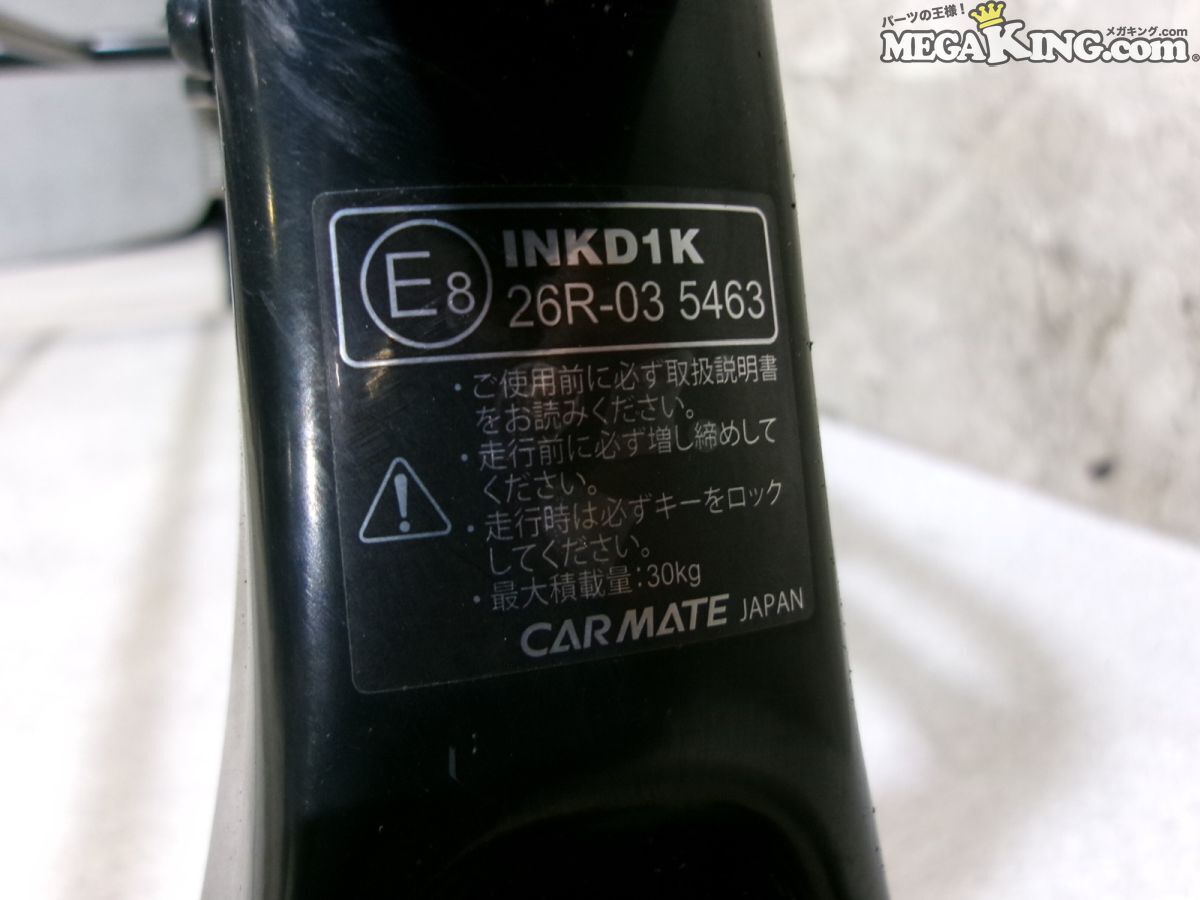 パーツの王様！
メガキング.com
MEGAKING.com®
E8
INKD1K
26R-03 5463
・ご使用前に必ず取扱説明書
をお読みください。
・走行前に必ず増し締めして
ください。
・走行時は必ずキーをロック
してください。
・最大積載量：30kg
CARMATE JAPAN